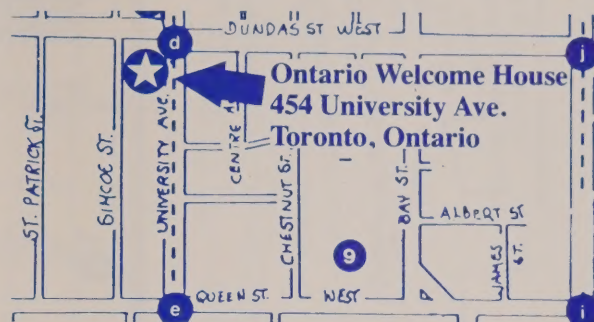 DUNDAS ST WEST
d
j
Ontario Welcome House
454 University Ave.
Toronto, Ontario
ST. PATRICK ST.
SIMCOE ST.
UNIVERSITY AVE.
CENTRE
CHESTNUT ST.
BAY ST.
ALBERT ST
JAMES ST.
9
QUEEN ST. WEST
P
e
i